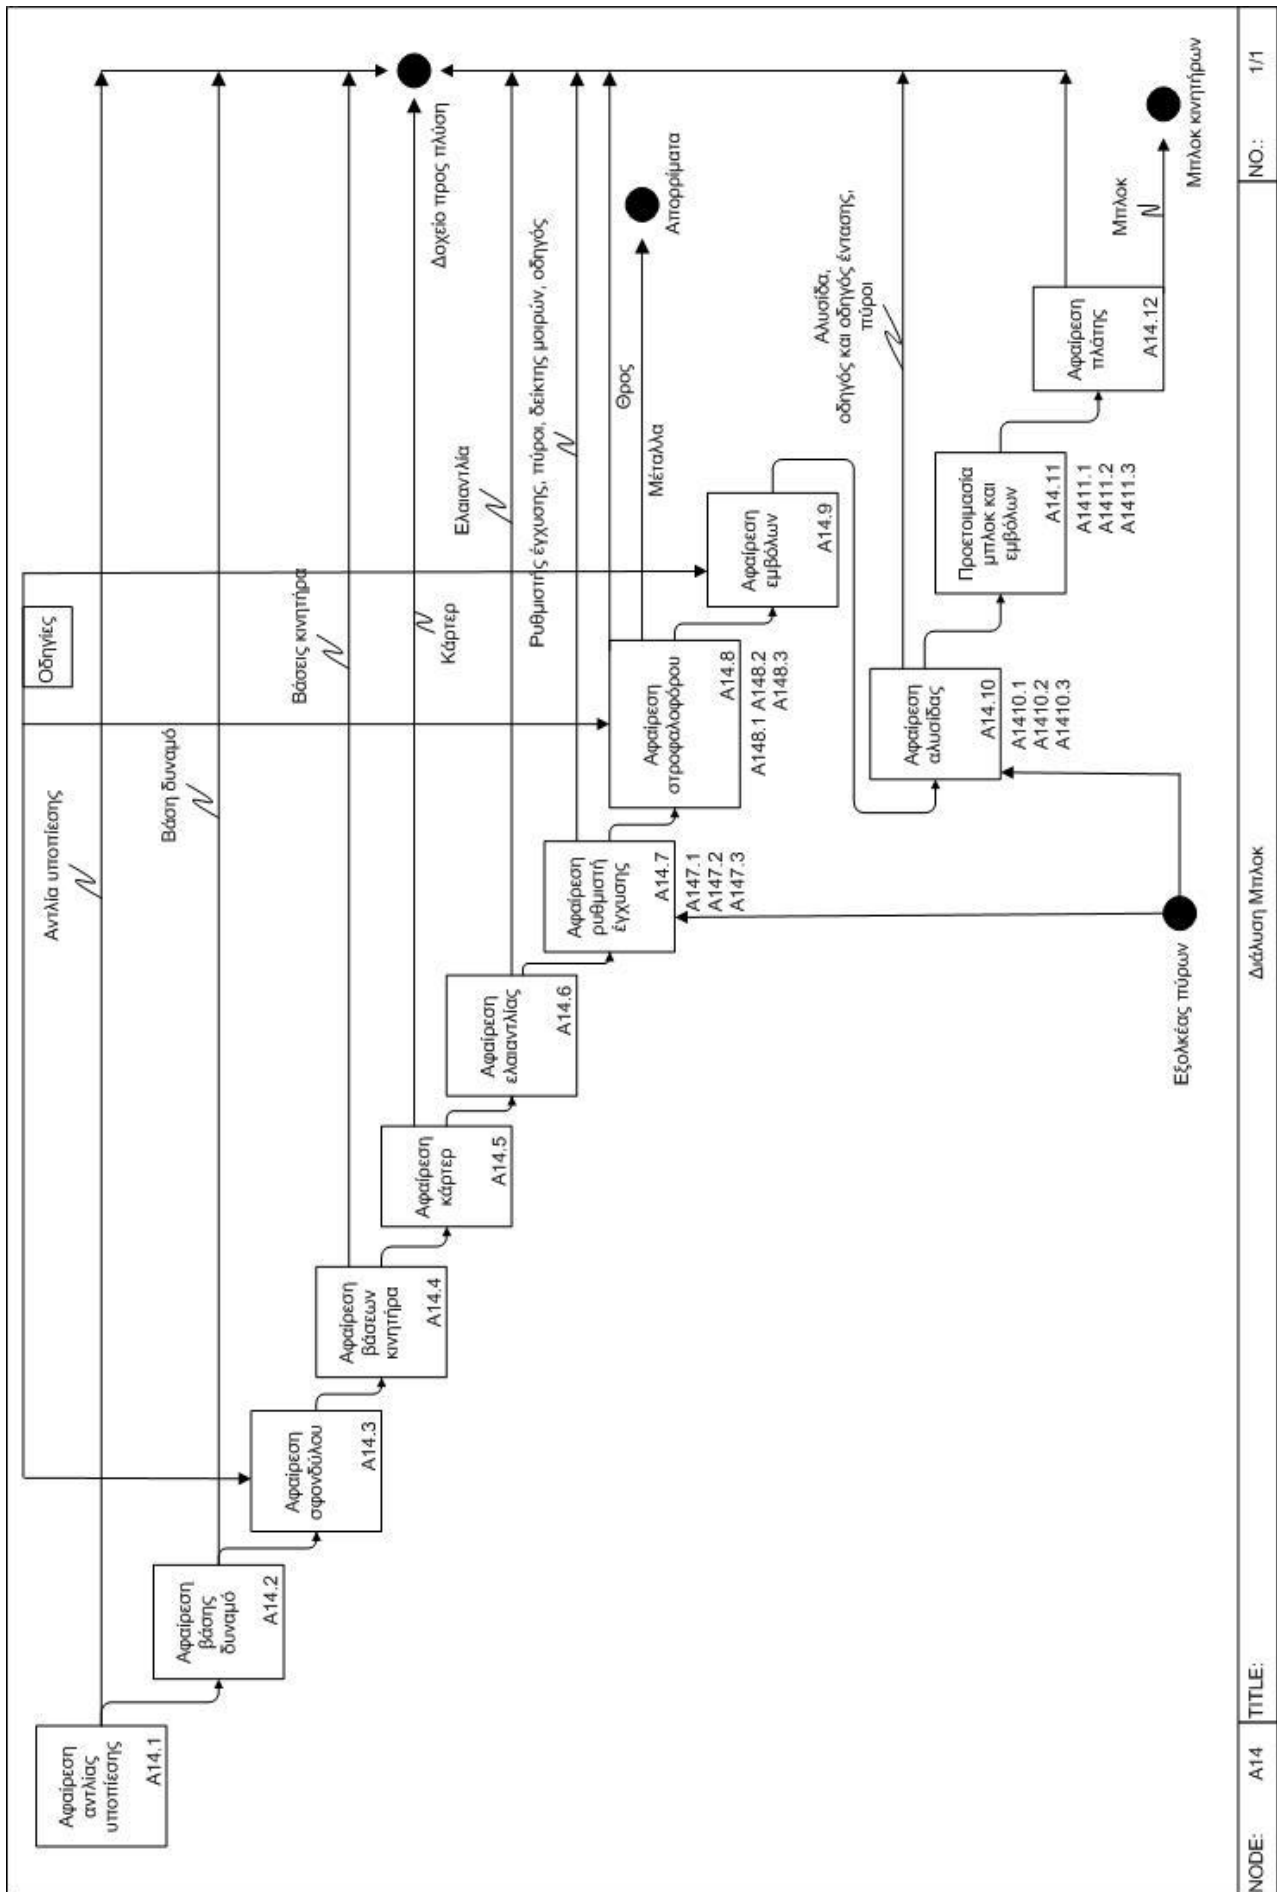 Οδηγίες
Αντλία υποπίεσης
Βάση δυναμό
Βάσεις κινητήρα
Κάρτερ
Ελαιαντλία
Ρυθμιστής έγχυσης, πύροι, δείκτης μοιρών, οδηγός
Δοχείο προς πλύση
Θρος
Μέταλλα
Απορρίματα
Αλυσίδα,
οδηγός και οδηγός έντασης,
πύροι
Μπλοκ
Μπλοκ κινητήρων
Εξολκέας πύρων
Αφαίρεση
αντλίας
υποπίεσης
A14.1
Αφαίρεση
βάσης
δυναμό
A14.2
Αφαίρεση
σφονδύλου
A14.3
Αφαίρεση
βάσεων
κινητήρα
A14.4
Αφαίρεση
κάρτερ
A14.5
Αφαίρεση
ελαιαντλίας
A14.6
Αφαίρεση
ρυθμιστή
έγχυσης
A14.7
A147.1
A147.2
A147.3
Αφαίρεση
στροφαλοφόρου
A14.8
A148.1 A148.2
A148.3
Αφαίρεση
εμβόλων
A14.9
Αφαίρεση
αλυσίδας
A14.10
A1410.1
A1410.2
A1410.3
Προετοιμασία
μπλοκ και
εμβόλων
A14.11
A1411.1
A1411.2
A1411.3
Αφαίρεση
πλάτης
A14.12
NODE: A14 TITLE: Διάλυση Μπλοκ NO.: 1/1